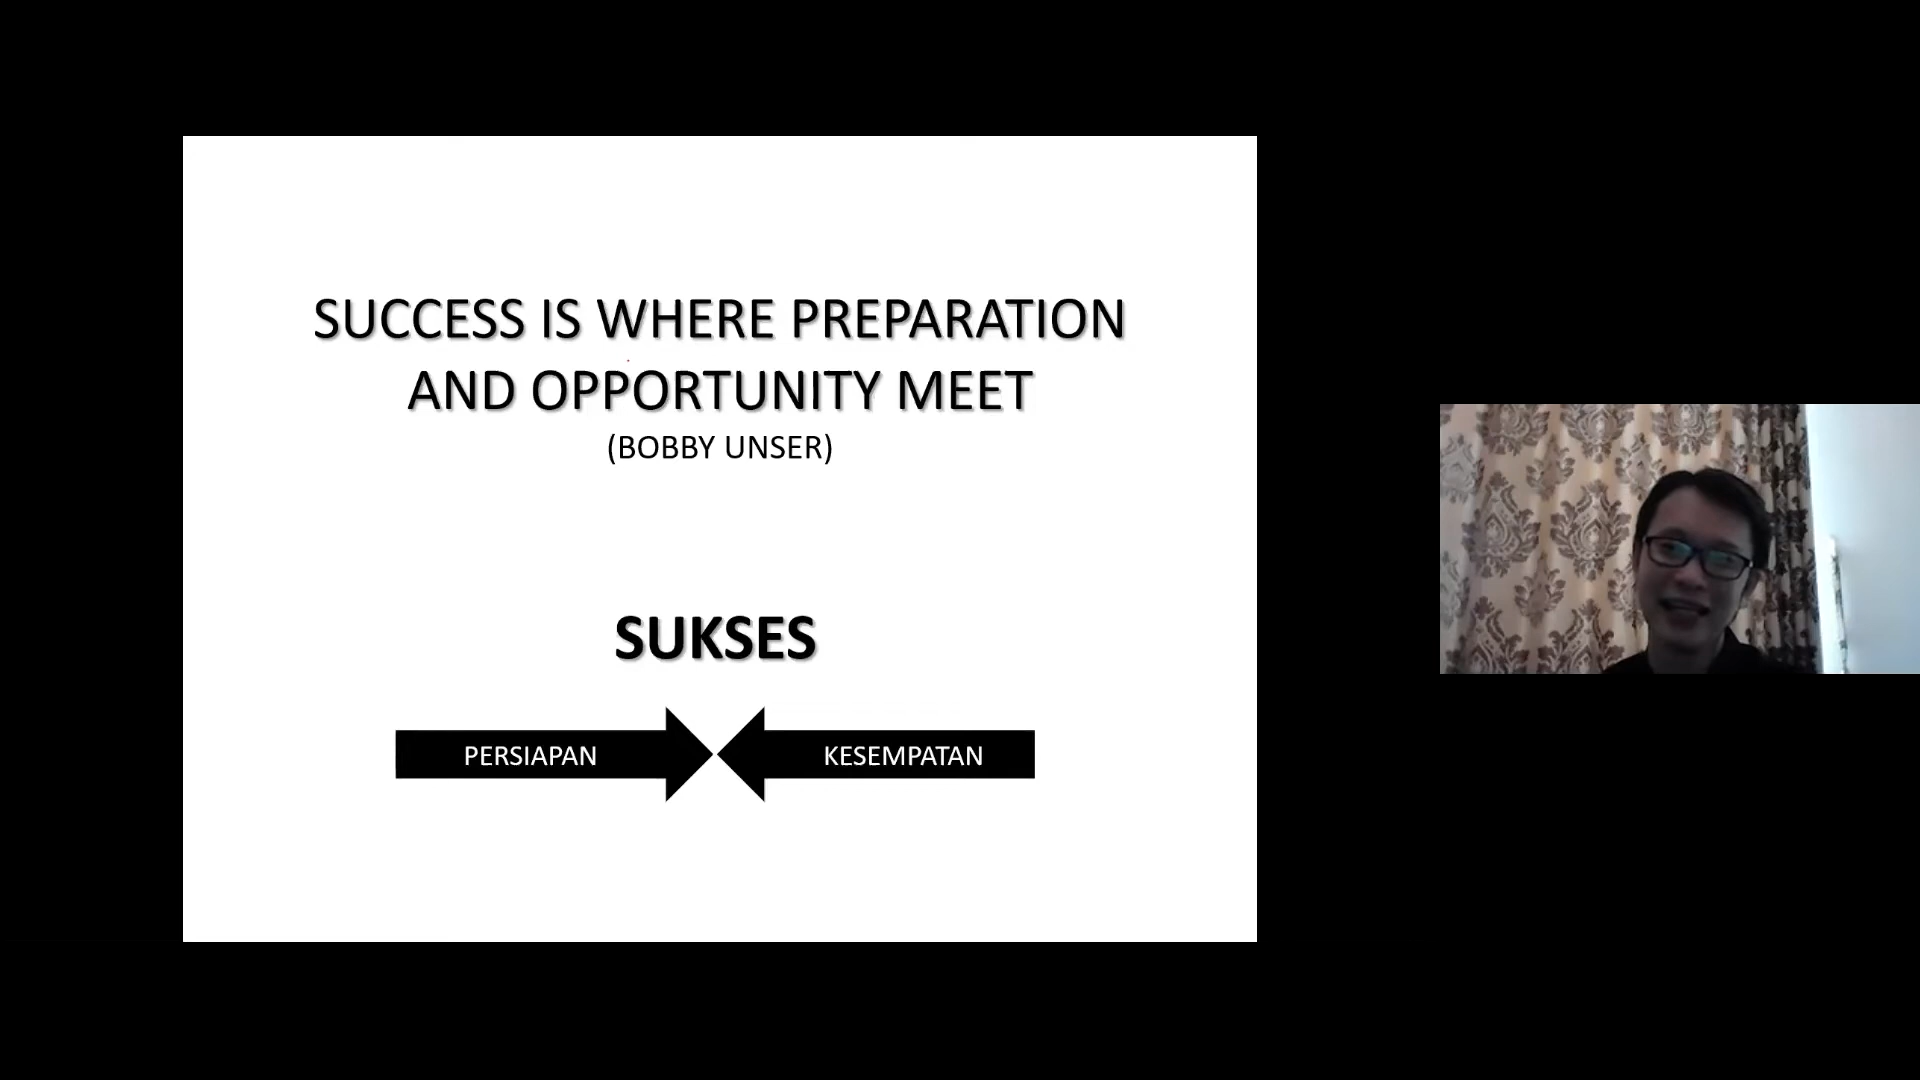 SUCCESS IS WHERE PREPARATION
AND OPPORTUNITY MEET
(BOBBY UNSER)
SUKSES
PERSIAPAN
KESEMPATAN